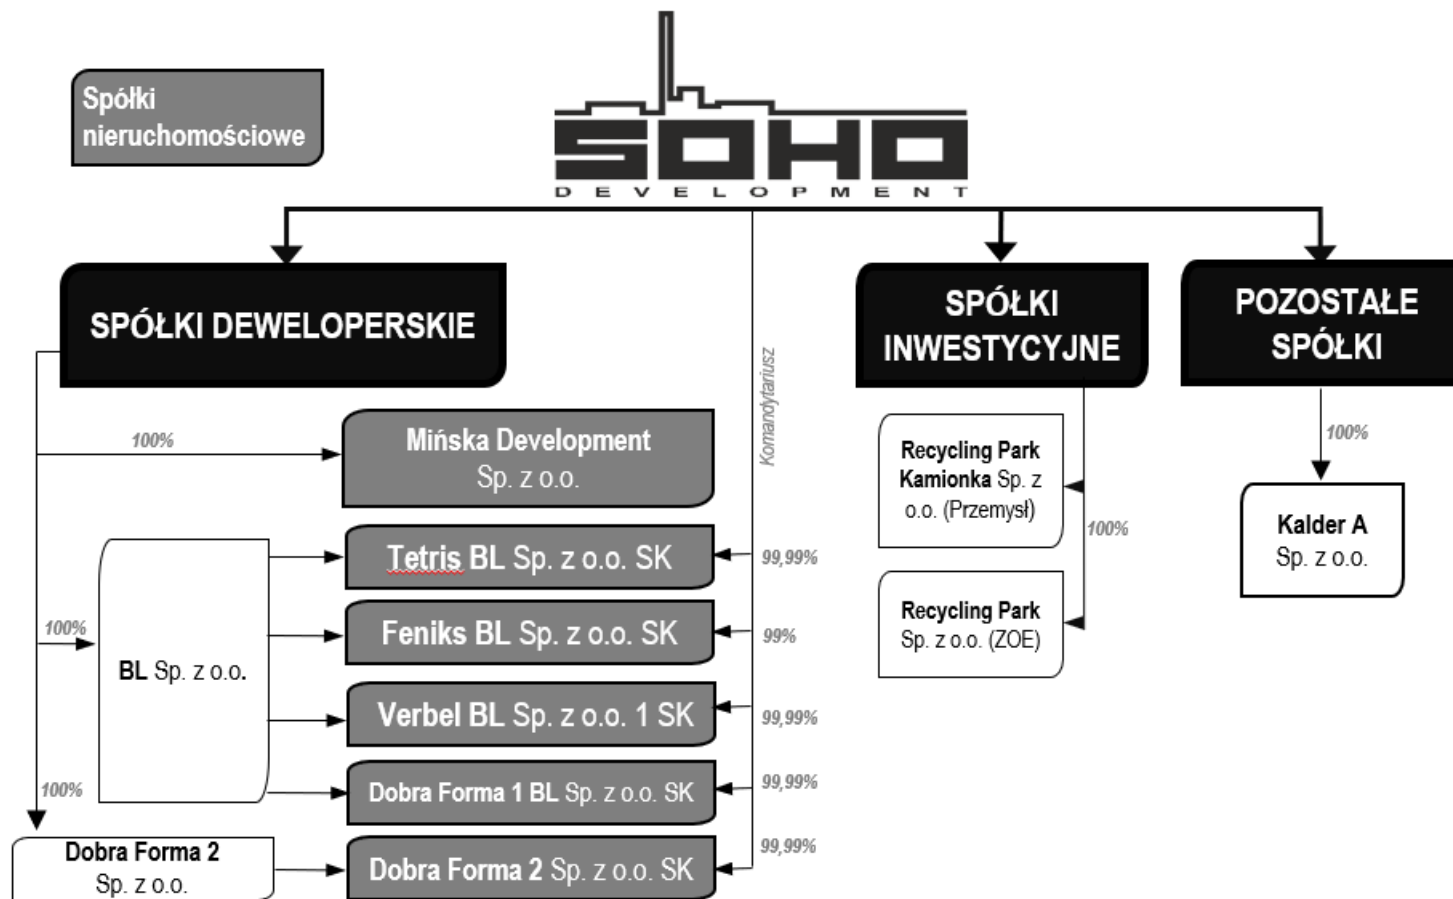 Spółki
nieruchomościowe
SOHO
DEVELOPMENT
SPÓŁKI DEWELOPERSKIE
SPÓŁKI
INWESTYCYJNE
POZOSTAŁE
SPÓŁKI
Komandytariusz
100%
Mińska Development
Sp. z o.o.
Recycling Park
Kamionka Sp. z
o.o. (Przemysł)
100%
100%
Kalder A
Sp. z o.o.
Tetris BL Sp. z o.o. SK
99,99%
Recycling Park
Sp. z o.o. (ZOE)
100%
BL Sp. z o.o.
Feniks BL Sp. z o.o. SK
99%
Verbel BL Sp. z o.o. 1 SK
99,99%
100%
Dobra Forma 1 BL Sp. z o.o. SK
99,99%
Dobra Forma 2
Sp. z o.o.
Dobra Forma 2 Sp. z o.o. SK
99,99%